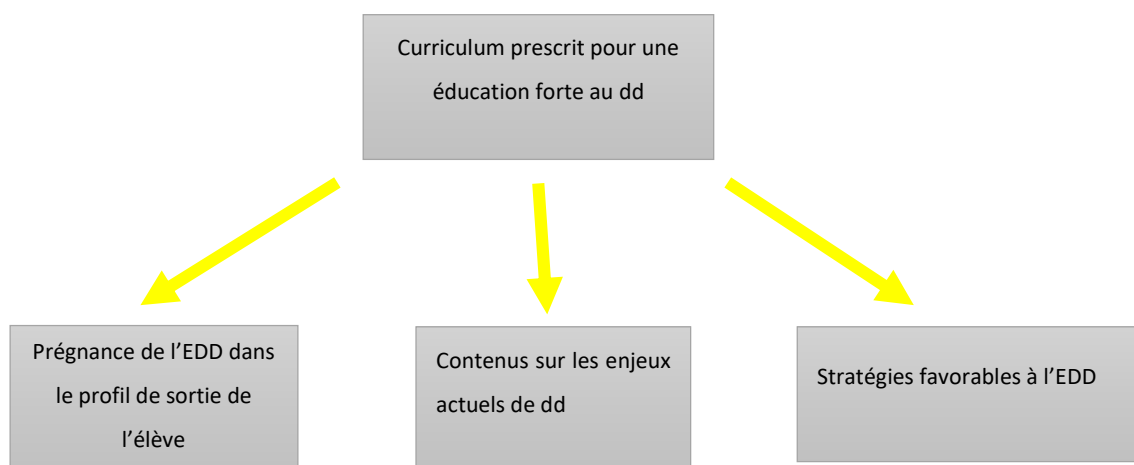 Curriculum prescrit pour une
éducation forte au dd
Prégnance de l’EDD dans
le profil de sortie de
l’élève
Contenus sur les enjeux
actuels de dd
Stratégies favorables à l’EDD